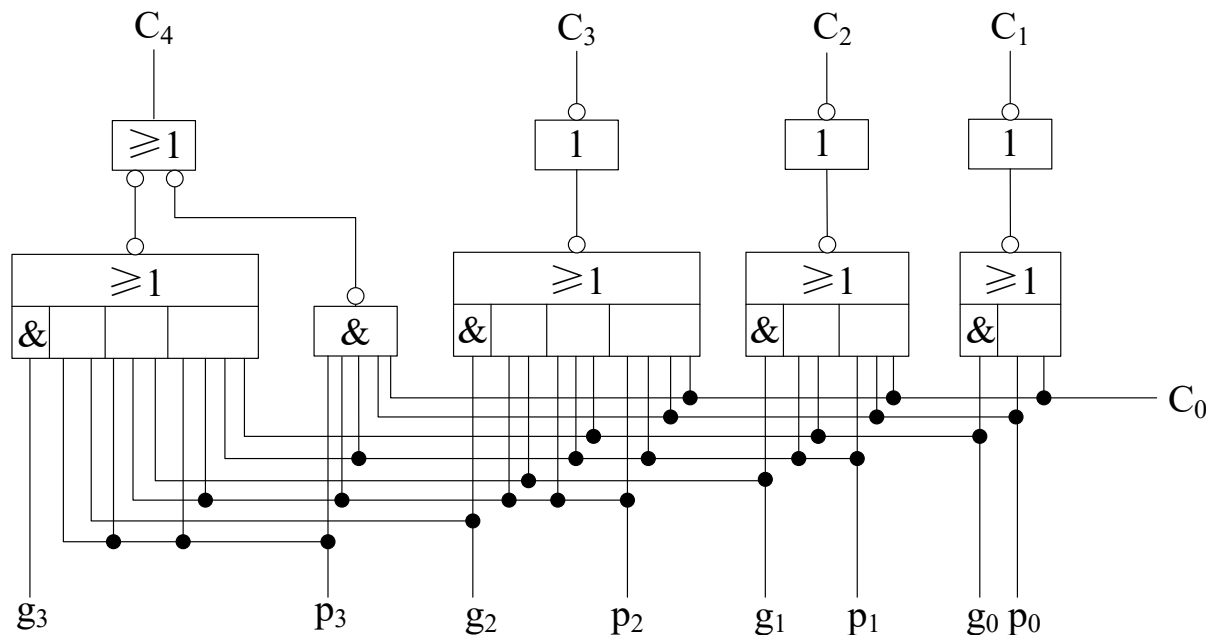 C₄ C₃ C₂ C₁
≥1 1 1 1
≥1 ≥1 ≥1 ≥1
& & & & &
C₀
g₃ p₃ g₂ p₂ g₁ p₁ g₀ p₀